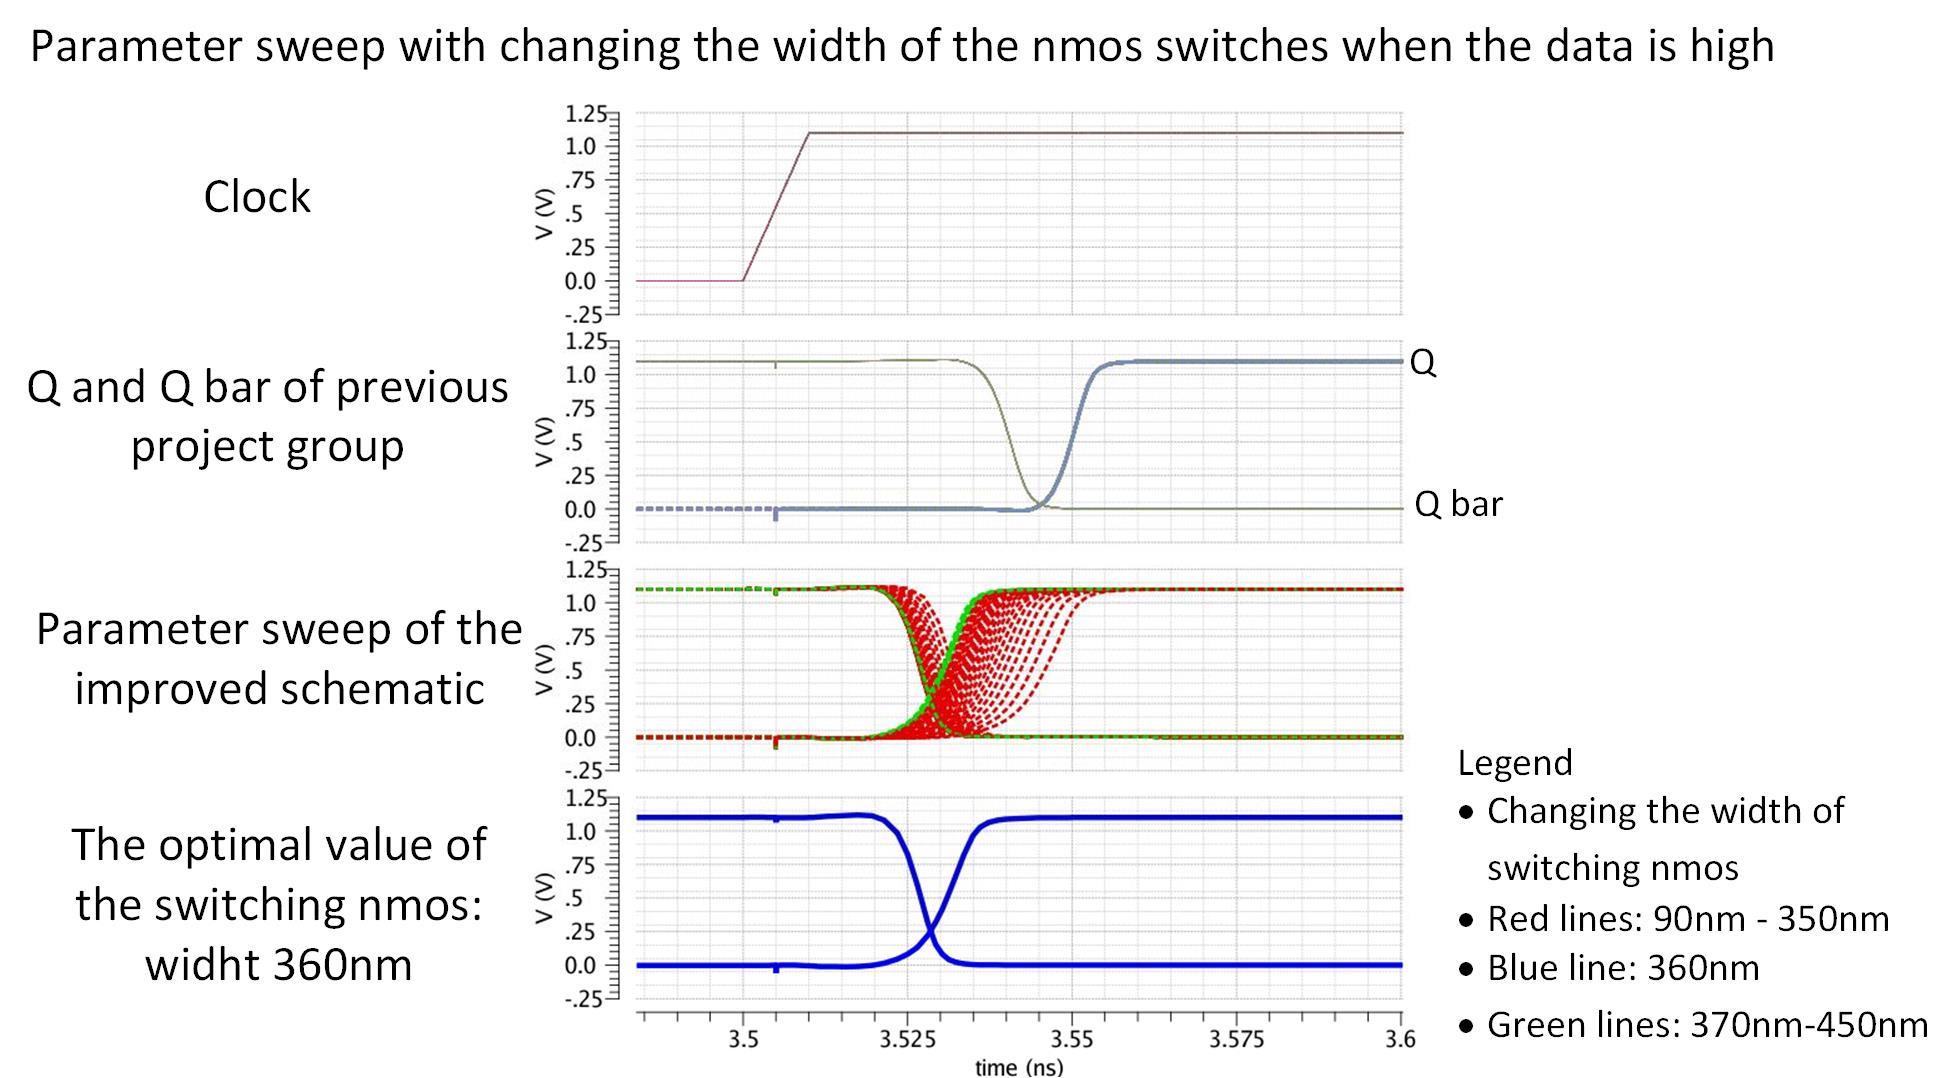 Parameter sweep with changing the width of the nmos switches when the data is high
Clock
V (V)
1.25
1.0
.75
.5
.25
0.0
-.25
Q and Q bar of previous
project group
V (V)
1.25
1.0
.75
.5
.25
0.0
-.25
Q
Q bar
Parameter sweep of the
improved schematic
V (V)
1.25
1.0
.75
.5
.25
0.0
-.25
The optimal value of
the switching nmos:
widht 360nm
V (V)
1.25
1.0
.75
.5
.25
0.0
-.25
3.5 3.525 3.55 3.575 3.6
time (ns)
Legend
• Changing the width of
switching nmos
• Red lines: 90nm - 350nm
• Blue line: 360nm
• Green lines: 370nm-450nm